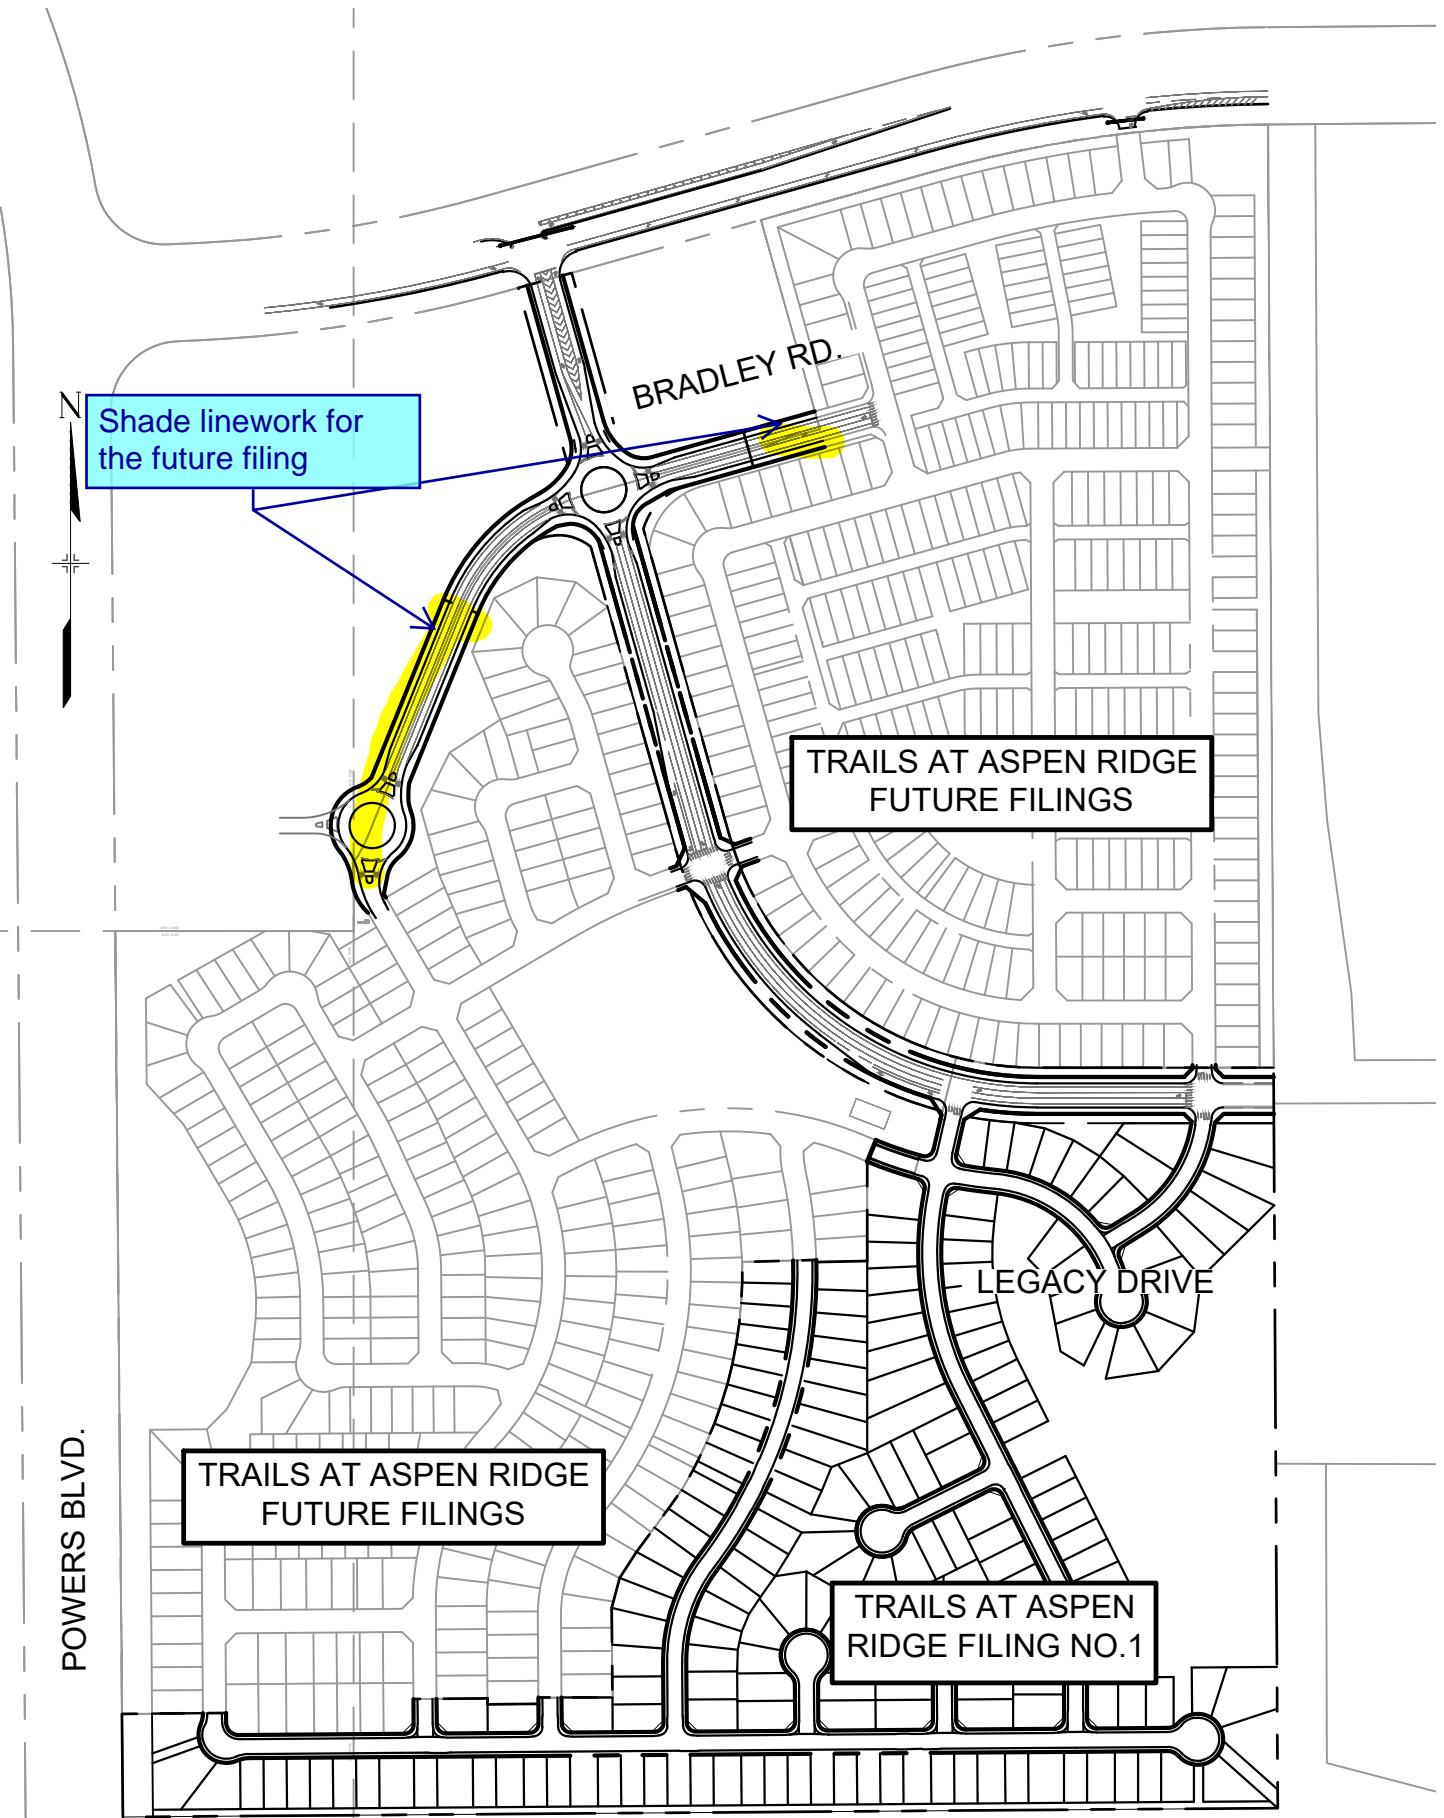 BRADLEY RD.
N
Shade linework for
the future filing
TRAILS AT ASPEN RIDGE
FUTURE FILINGS
LEGACY DRIVE
POWERS BLVD.
TRAILS AT ASPEN RIDGE
FUTURE FILINGS
TRAILS AT ASPEN
RIDGE FILING NO.1